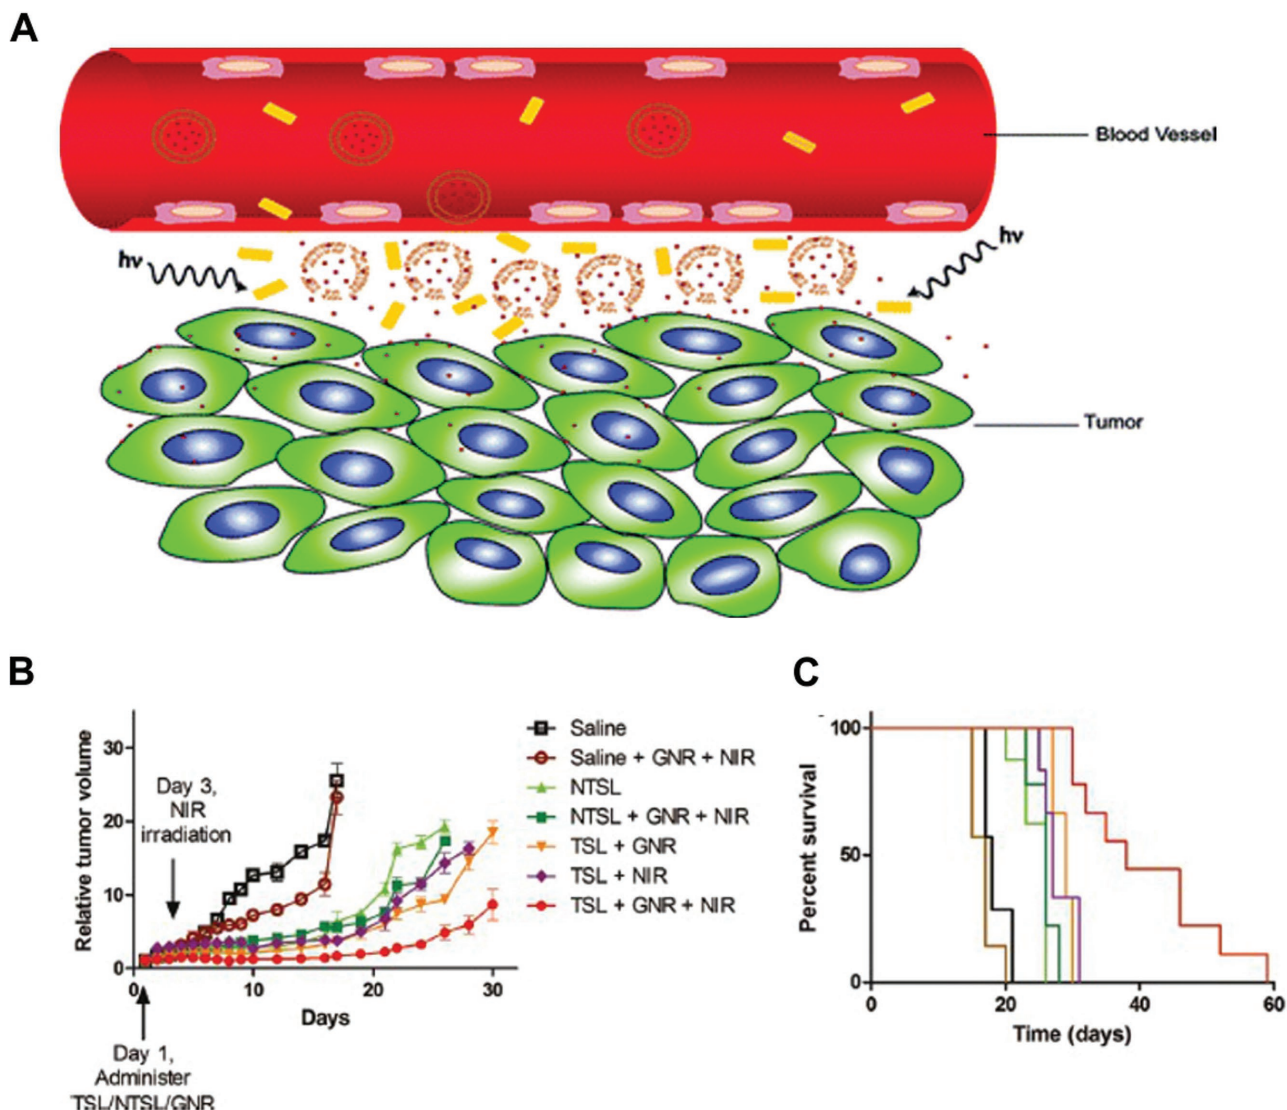 A
Blood Vessel
hν
hν
Tumor
B
Relative tumor volume
30
20
10
0
0
10
20
30
Days
Day 3,
NIR
irradiation
Day 1,
Administer
TSL/NTSL/GNR
Saline
Saline + GNR + NIR
NTSL
NTSL + GNR + NIR
TSL + GNR
TSL + NIR
TSL + GNR + NIR
C
Percent survival
100
50
0
0
20
40
60
Time (days)